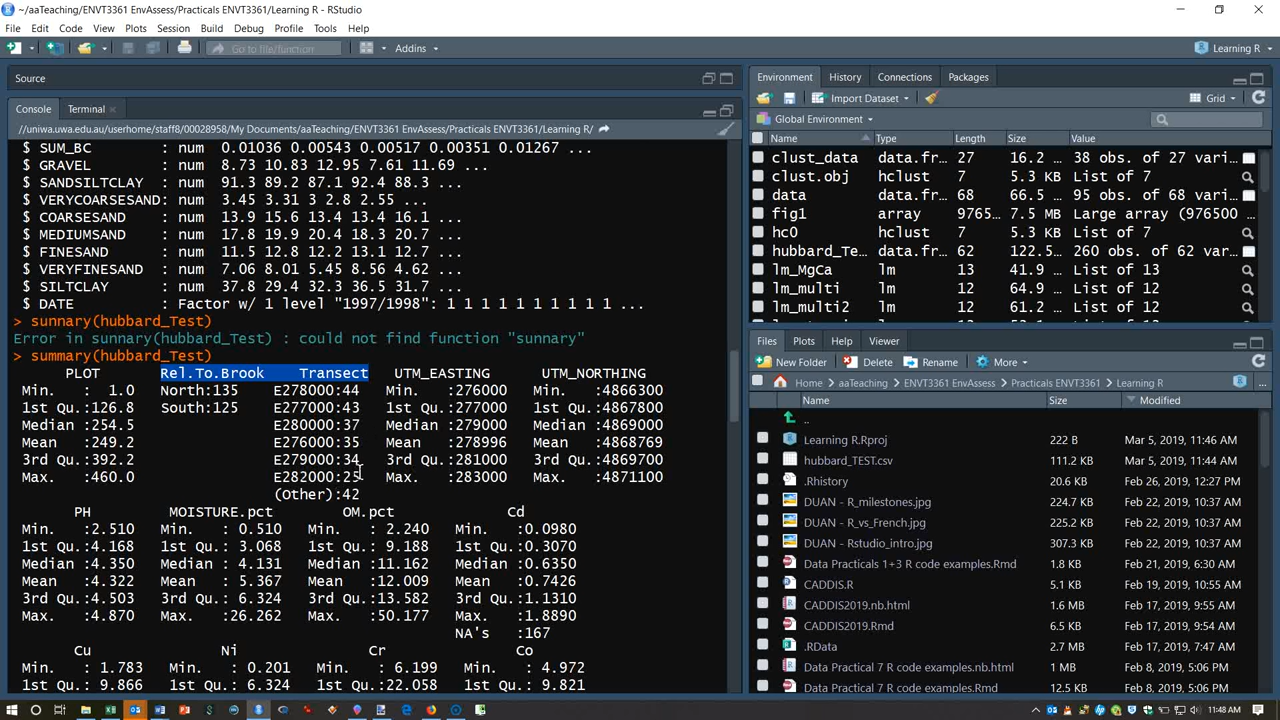 ~/aaTeaching/ENVT3361 EnvAssess/Practicals ENVT3361/Learning R - RStudio
File Edit Code View Plots Session Build Debug Profile Tools Help
Go to file/function Addins Learning R
Source
Console Terminal
//uniwa.uwa.edu.au/userhome/staff8/00028958/My Documents/aaTeaching/ENVT3361 EnvAssess/Practicals ENVT3361/Learning R/
$ SUM_BC : num 0.01036 0.00543 0.00517 0.00351 0.01267 ...
$ GRAVEL : num 8.73 10.83 12.95 7.61 11.69 ...
$ SANDSILTCLAY : num 91.3 89.2 87.1 92.4 88.3 ...
$ VERYCOARSESAND: num 3.45 3.31 3 2.8 2.55 ...
$ COARSESAND : num 13.9 15.6 13.4 13.4 16.1 ...
$ MEDIUMSAND : num 17.8 19.9 20.4 18.3 20.7 ...
$ FINESAND : num 11.5 12.8 12.2 13.1 12.7 ...
$ VERYFINESAND : num 7.06 8.01 5.45 8.56 4.62 ...
$ SILTCLAY : num 37.8 29.4 32.3 36.5 31.7 ...
$ DATE : Factor w/ 1 level "1997/1998": 1 1 1 1 1 1 1 1 1 1 ...
> sunnary(hubbard_Test)
Error in sunnary(hubbard_Test) : could not find function "sunnary"
> summary(hubbard_Test)
PLOT Rel.To.Brook Transect UTM_EASTING UTM_NORTHING
Min. : 1.0 North:135 E278000:44 Min. :276000 Min. :4866300
1st Qu.:126.8 South:125 E277000:43 1st Qu.:277000 1st Qu.:4867800
Median :254.5 E280000:37 Median :279000 Median :4869000
Mean :249.2 E276000:35 Mean :278996 Mean :4868769
3rd Qu.:392.2 E279000:34 3rd Qu.:281000 3rd Qu.:4869700
Max. :460.0 E282000:25 Max. :283000 Max. :4871100
(Other):42
PH MOISTURE.pct OM.pct Cd
Min. :2.510 Min. : 0.510 Min. : 2.240 Min. :0.0980
1st Qu.:4.168 1st Qu.: 3.068 1st Qu.: 9.188 1st Qu.:0.3070
Median :4.350 Median : 4.131 Median :11.162 Median :0.6350
Mean :4.322 Mean : 5.367 Mean :12.009 Mean :0.7426
3rd Qu.:4.503 3rd Qu.: 6.324 3rd Qu.:13.582 3rd Qu.:1.1310
Max. :4.870 Max. :26.262 Max. :50.177 Max. :1.8890
NA's :167
Cu Ni Cr Co
Min. : 1.783 Min. : 0.201 Min. : 6.199 Min. : 4.972
1st Qu.: 9.866 1st Qu.: 6.324 1st Qu.:22.058 1st Qu.: 9.821
Environment History Connections Packages
Import Dataset Grid
Global Environment
Name Type Length Size Value
clust_data data.fr... 27 16.2 ... 38 obs. of 27 vari...
clust.obj hclust 7 5.3 KB List of 7
data data.fr... 68 66.5 ... 95 obs. of 68 variab...
fig1 array 9765... 7.5 MB Large array (976500 ...
hc0 hclust 7 5.3 KB List of 7
hubbard_Te... data.fr... 62 122.5... 260 obs. of 62 var...
lm_MgCa lm 13 41.9 ... List of 13
lm_multi lm 12 60.5 ... List of 12
lm_multi2 lm 12 61.2 ... List of 12
Files Plots Help Viewer
New Folder Delete Rename More
Home aaTeaching ENVT3361 EnvAssess Practicals ENVT3361 Learning R ...
Name Size Modified
..
Learning R.Rproj 222 B Mar 5, 2019, 11:46 AM
hubbard_TEST.csv 111.2 KB Mar 5, 2019, 11:46 AM
.Rhistory 20.6 KB Feb 26, 2019, 12:27 PM
DUAN - R_milestones.jpg 224.7 KB Feb 22, 2019, 10:37 AM
DUAN - R_vs_French.jpg 225.2 KB Feb 22, 2019, 10:37 AM
DUAN - Rstudio_intro.jpg 307.3 KB Feb 22, 2019, 10:37 AM
Data Practicals 1+3 R code examples.Rmd 1.8 KB Feb 21, 2019, 6:30 AM
CADDIS.R 5.1 KB Feb 19, 2019, 10:55 AM
CADDIS2019.nb.html 1.6 MB Feb 17, 2019, 9:55 AM
CADDIS2019.Rmd 6.5 KB Feb 17, 2019, 9:54 AM
.RData 2.7 MB Feb 17, 2019, 9:54 AM
Data Practical 7 R code examples.nb.html 1 MB Feb 8, 2019, 5:06 PM
Data Practical 7 R code examples.Rmd 12.5 KB Feb 8, 2019, 5:06 PM
11:48 AM